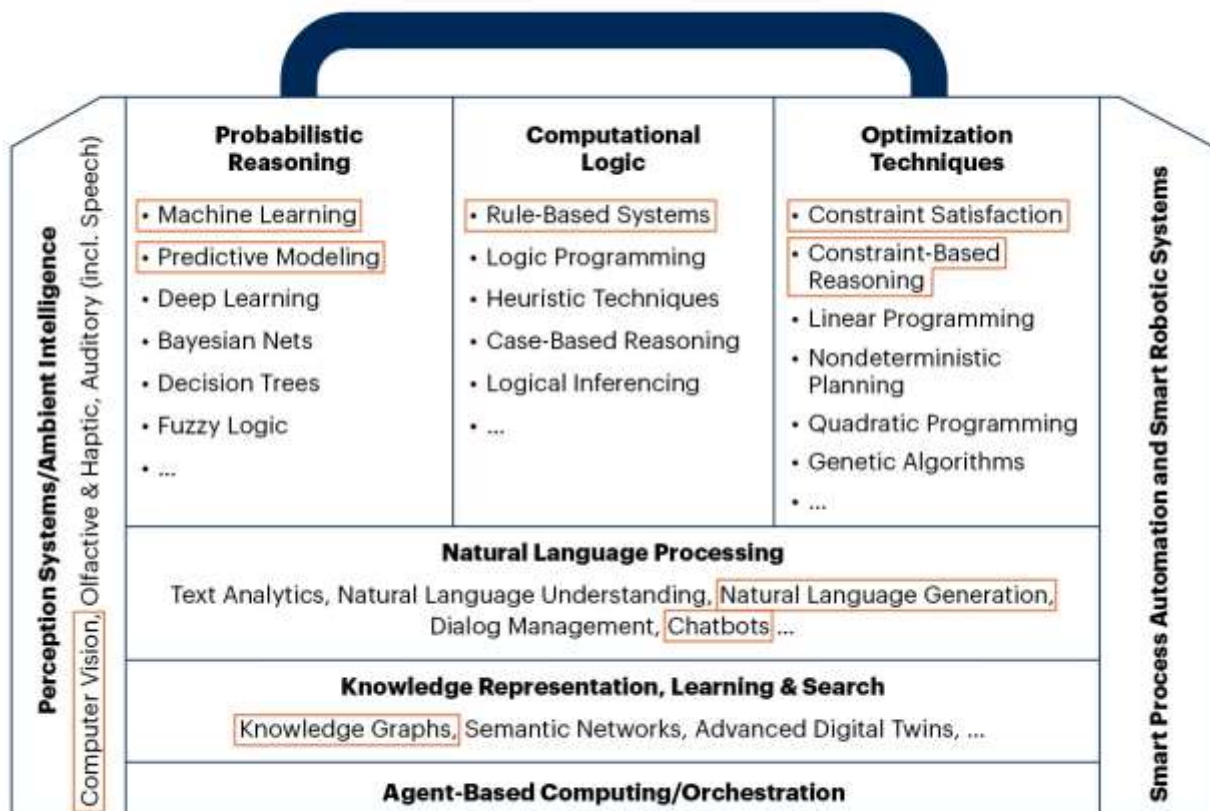 Perception Systems/Ambient Intelligence
Computer Vision, Olfactive & Haptic, Auditory (incl. Speech)
Probabilistic
Reasoning
• Machine Learning
• Predictive Modeling
• Deep Learning
• Bayesian Nets
• Decision Trees
• Fuzzy Logic
• ...
Computational
Logic
• Rule-Based Systems
• Logic Programming
• Heuristic Techniques
• Case-Based Reasoning
• Logical Inferencing
• ...
Optimization
Techniques
• Constraint Satisfaction
• Constraint-Based
Reasoning
• Linear Programming
• Nondeterministic
Planning
• Quadratic Programming
• Genetic Algorithms
• ...
Natural Language Processing
Text Analytics, Natural Language Understanding, Natural Language Generation,
Dialog Management, Chatbots ...
Knowledge Representation, Learning & Search
Knowledge Graphs, Semantic Networks, Advanced Digital Twins, ...
Agent-Based Computing/Orchestration
Smart Process Automation and Smart Robotic Systems